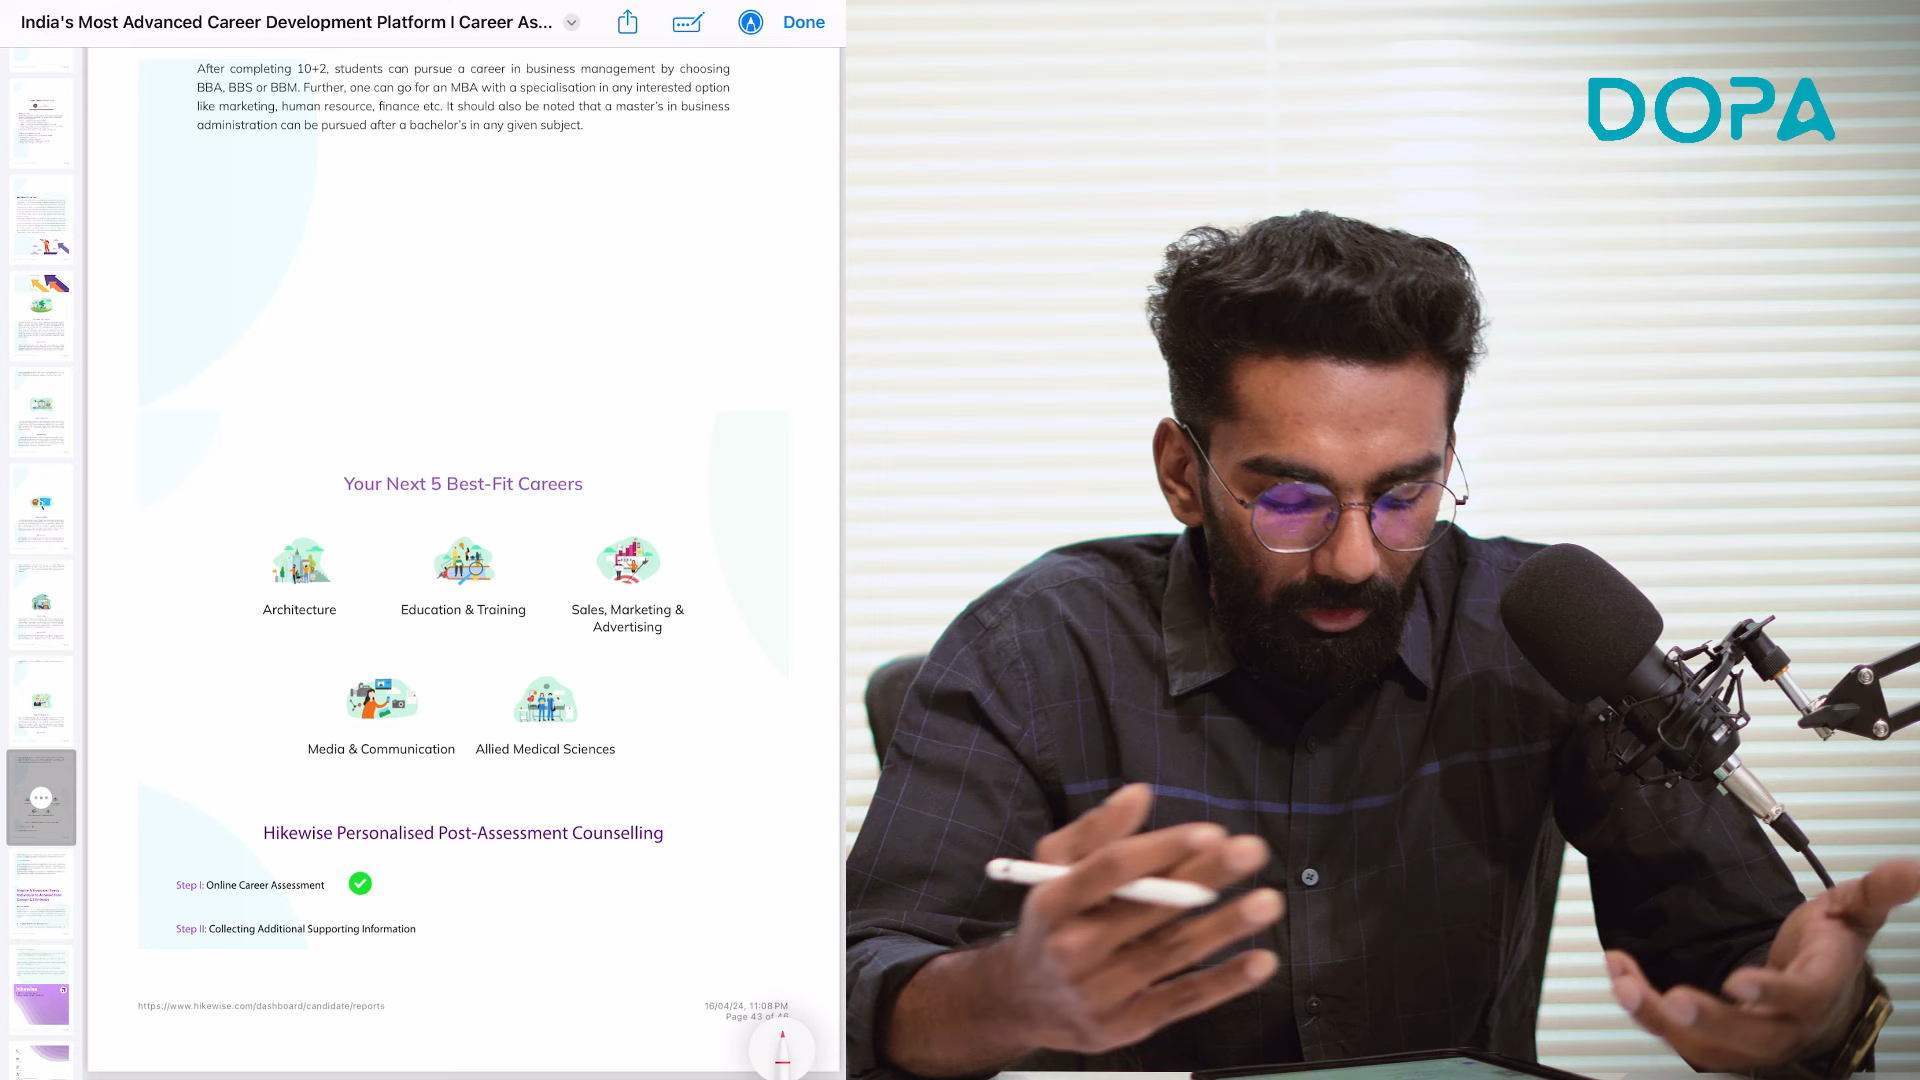 India's Most Advanced Career Development Platform I Career As...
Done
After completing 10+2, students can pursue a career in business management by choosing
BBA, BBS or BBM. Further, one can go for an MBA with a specialisation in any interested option
like marketing, human resource, finance etc. It should also be noted that a master's in business
administration can be pursued after a bachelor's in any given subject.
DOPA
Your Next 5 Best-Fit Careers
Architecture
Education & Training
Sales, Marketing &
Advertising
Media & Communication
Allied Medical Sciences
Hikewise Personalised Post-Assessment Counselling
Step I: Online Career Assessment
Step II: Collecting Additional Supporting Information
https://www.hikewise.com/dashboard/candidate/reports
16/04/24, 11:08 PM
Page 43 of 46
hikewise